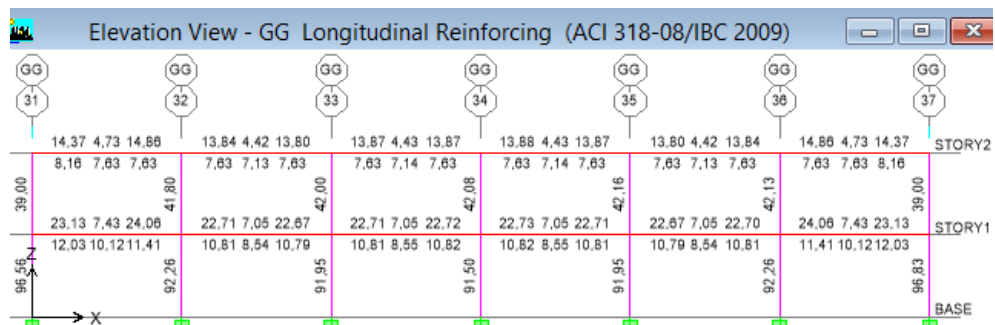 Elevation View - GG Longitudinal Reinforcing (ACI 318-08/IBC 2009)
GG GG GG GG GG GG GG
31 32 33 34 35 36 37
14,37 4,73 14,86 13,84 4,42 13,80 13,87 4,43 13,87 13,88 4,43 13,87 13,80 4,42 13,84 14,86 4,73 14,37 STORY2
8,16 7,63 7,63 7,63 7,13 7,63 7,63 7,14 7,63 7,63 7,14 7,63 7,63 7,13 7,63 7,63 7,63 8,16
39,00 41,80 42,00 42,08 42,16 42,13 39,00
23,13 7,43 24,06 22,71 7,05 22,67 22,71 7,05 22,72 22,73 7,05 22,71 22,67 7,05 22,70 24,06 7,43 23,13 STORY1
12,03 10,12 11,41 10,81 8,54 10,79 10,81 8,55 10,82 10,82 8,55 10,81 10,79 8,54 10,81 11,41 10,12 12,03
96,56 92,26 91,95 91,50 91,95 92,26 96,83
Z
X
BASE